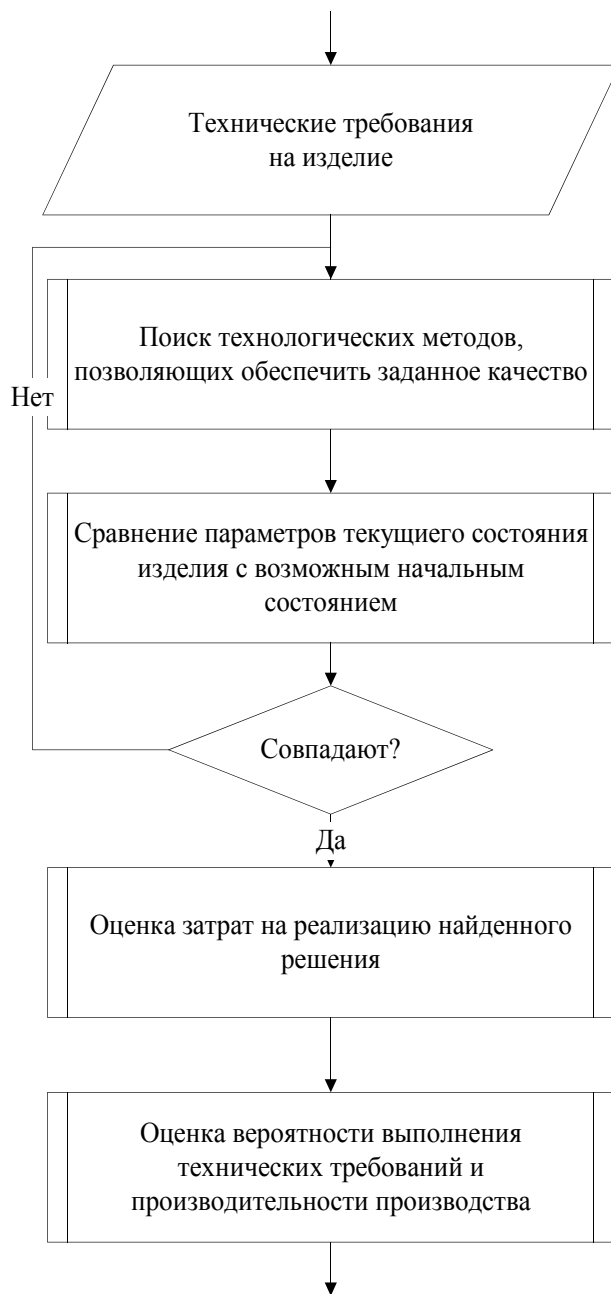 Технические требования
на изделие
Поиск технологических методов,
позволяющих обеспечить заданное качество
Нет
Сравнение параметров текущиего состояния
изделия с возможным начальным
состоянием
Совпадают?
Да
Оценка затрат на реализацию найденного
решения
Оценка вероятности выполнения
технических требований и
производительности производства